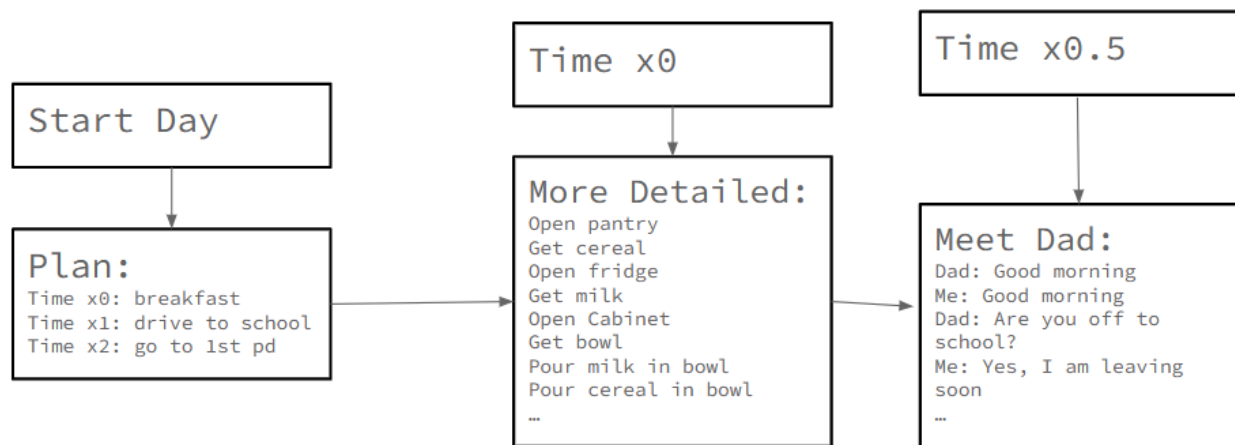 Start Day
Plan:
Time x0: breakfast
Time x1: drive to school
Time x2: go to 1st pd
Time x0
More Detailed:
Open pantry
Get cereal
Open fridge
Get milk
Open Cabinet
Get bowl
Pour milk in bowl
Pour cereal in bowl
…
Time x0.5
Meet Dad:
Dad: Good morning
Me: Good morning
Dad: Are you off to
school?
Me: Yes, I am leaving
soon
…